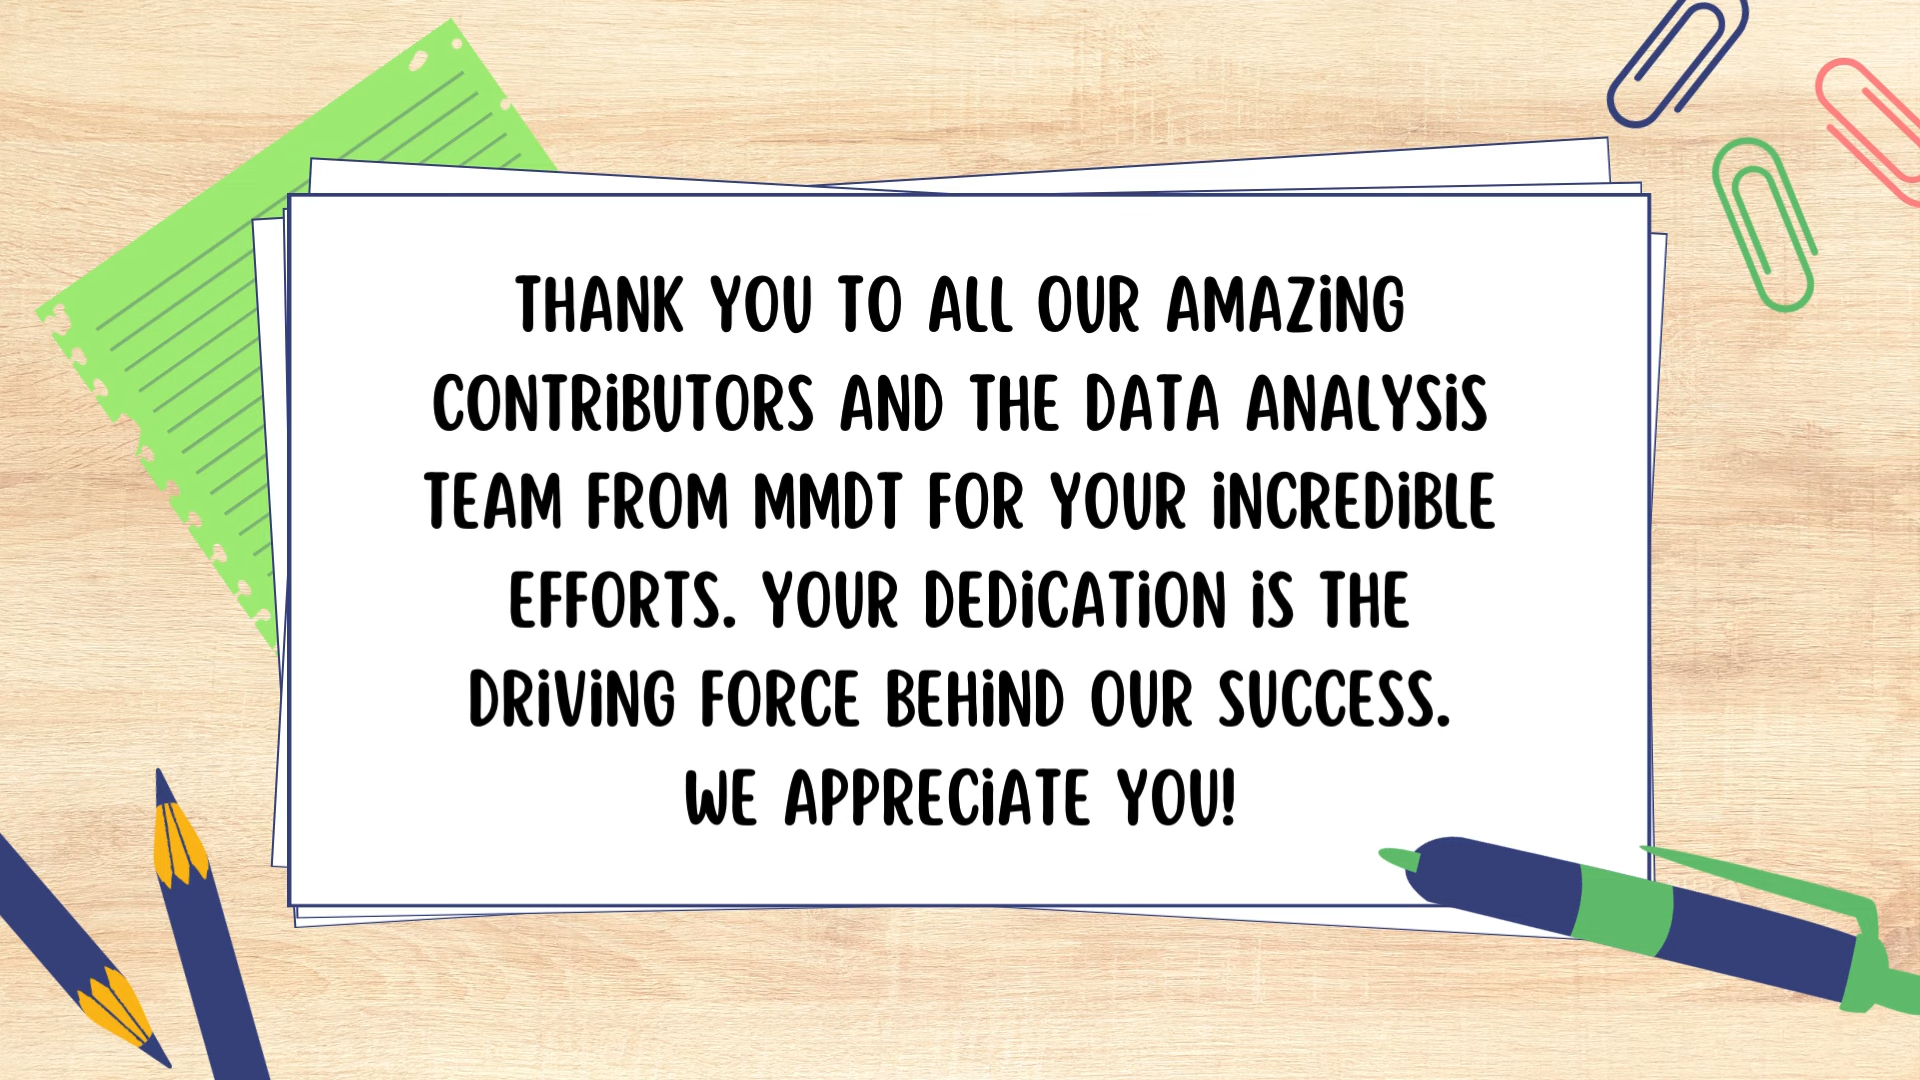 THANK YOU TO ALL OUR AMAZING
CONTRIBUTORS AND THE DATA ANALYSIS
TEAM FROM MMDT FOR YOUR INCREDIBLE
EFFORTS. YOUR DEDICATION IS THE
DRIVING FORCE BEHIND OUR SUCCESS.
WE APPRECIATE YOU!